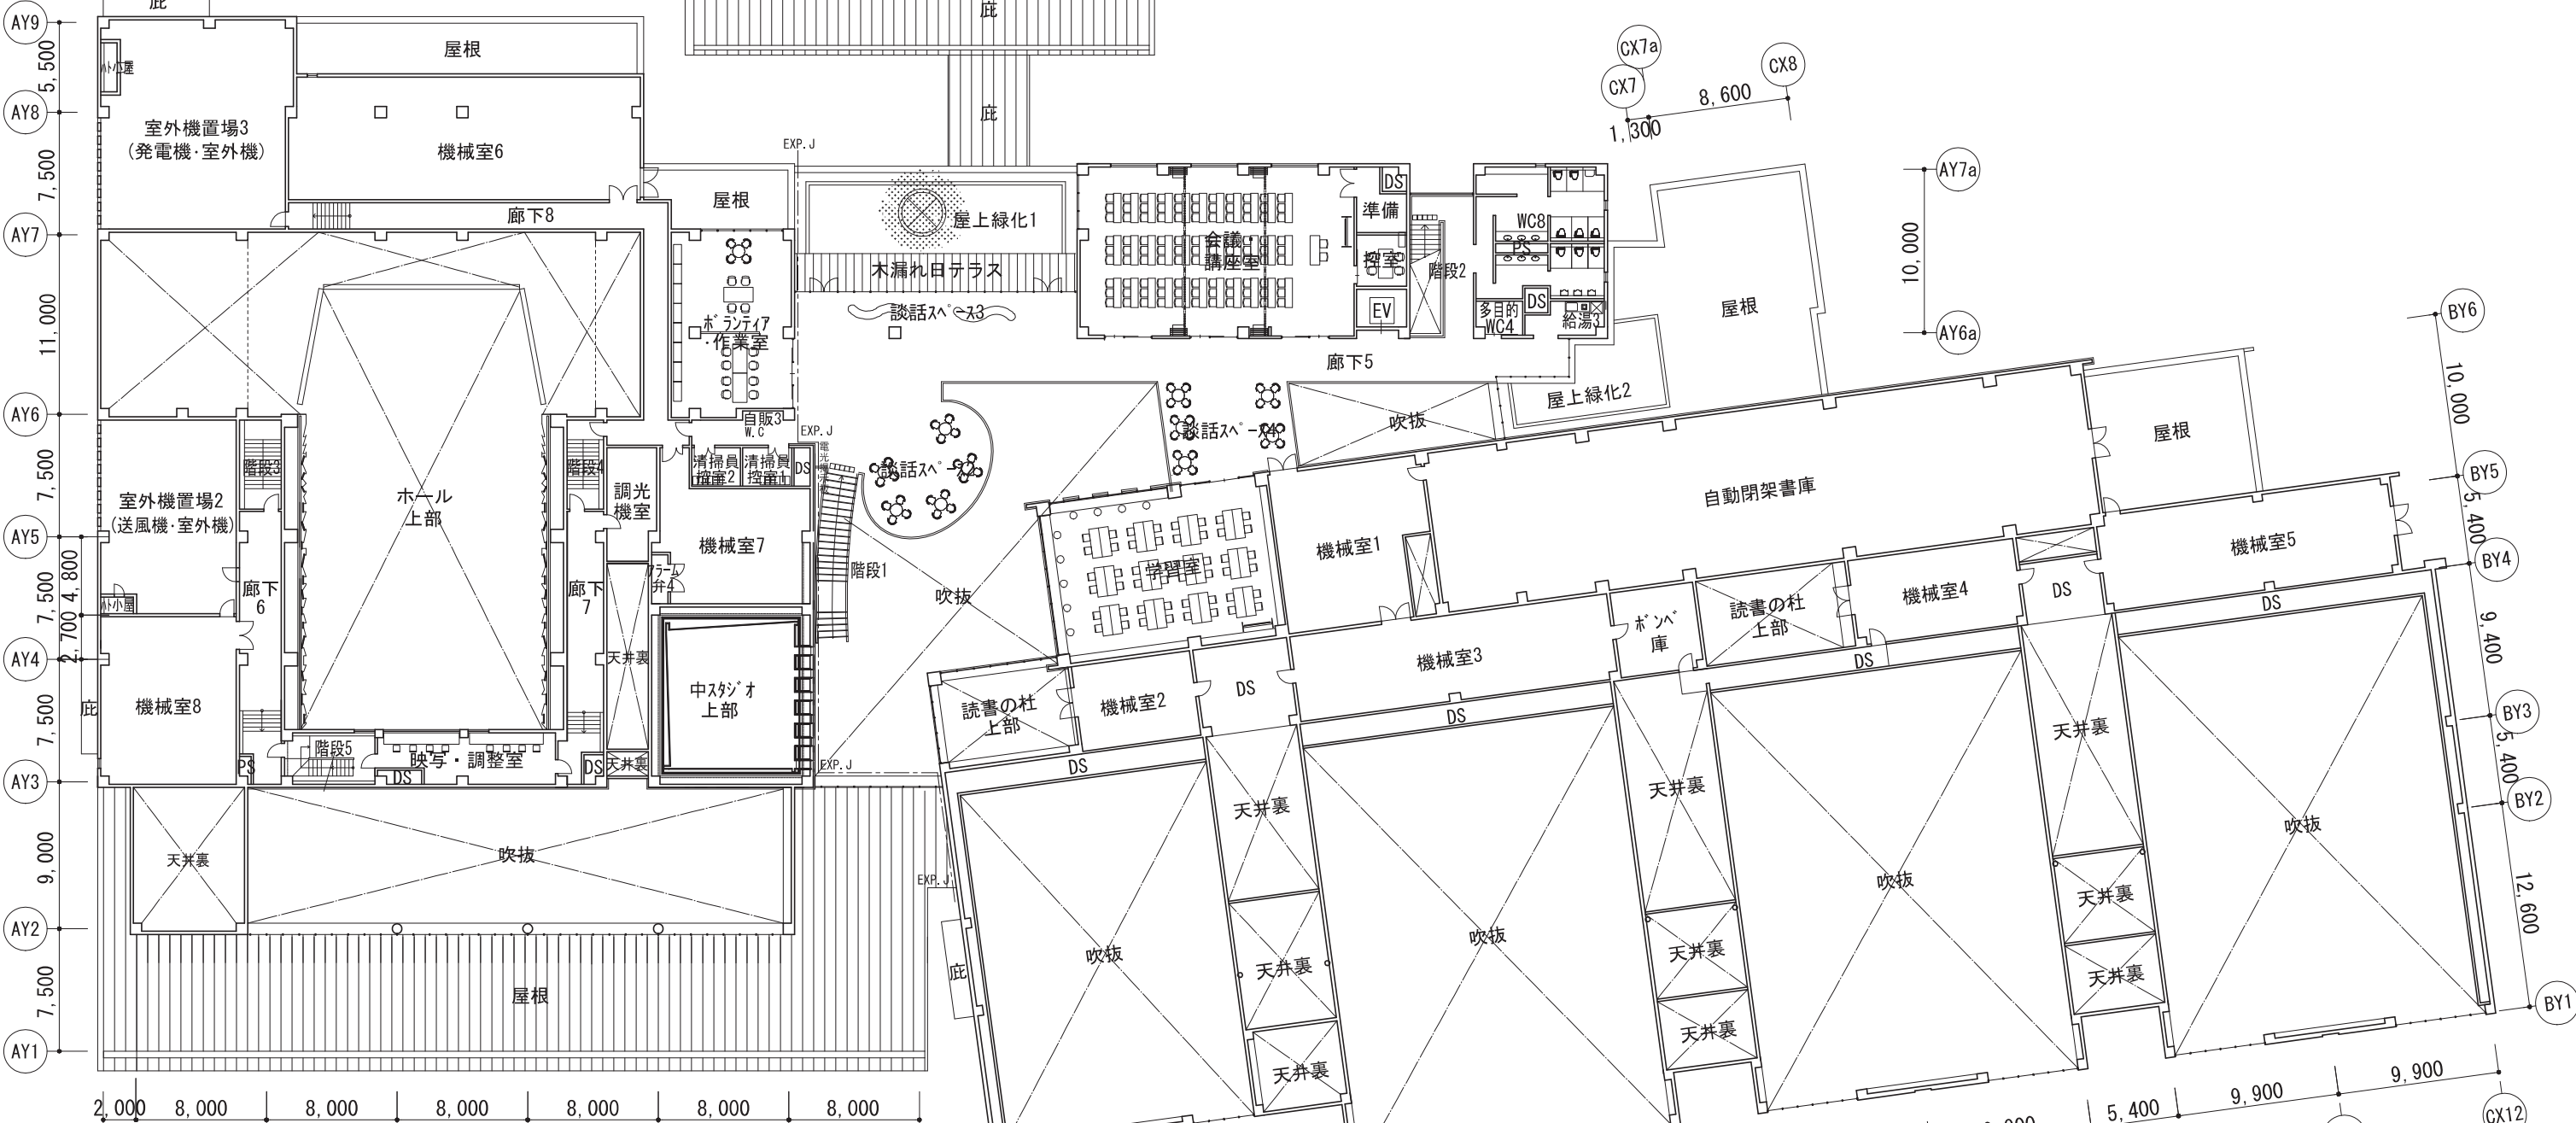 庇
庇
AY9
CX7a
屋根
CX8
ﾊﾄ小屋
5,500
CX7
8,600
AY8
庇
室外機置場3
(発電機・室外機)
1,300
機械室6
EXP.J
7,500
AY7a
DS
屋根
準備
廊下8
屋上緑化1
WC8
AY7
会議・
講座室
PS
10,000
控室
木漏れ日テラス
階段2
DS
屋根
EV
多目的
WC4
給湯3
BY6
談話ｽﾍﾟｰｽ3
11,000
ﾎﾞﾗﾝﾃｨｱ
・作業室
AY6a
廊下5
10,000
屋上緑化2
AY6
自販3
W.C
吹抜
EXP.J
談話ｽﾍﾟｰｽ4
屋根
階段3
階段4
清掃員
控室2
清掃員
控室1
DS
談話ｽﾍﾟｰｽ
BY5
7,500
室外機置場2
(送風機・室外機)
ホール
上部
調光
機室
自動閉架書庫
5,400
AY5
機械室7
機械室1
機械室5
BY4
4,800
階段1
学習室
ｱﾗｰﾑ
弁4
7,500
廊下
6
廊下
7
吹抜
機械室4
DS
DS
ﾊﾄ小屋
読書の杜
上部
ﾎﾞﾝﾍﾞ
庫
9,400
2,700
AY4
天井裏
機械室3
DS
中ｽﾀｼﾞｵ
上部
DS
庇
機械室8
機械室2
読書の杜
上部
DS
BY3
7,500
天井裏
階段5
映写・調整室
PS
DS
DS
天井裏
EXP.J
DS
5,400
AY3
天井裏
BY2
天井裏
吹抜
9,000
天井裏
吹抜
EXP.J
吹抜
天井裏
12,600
AY2
吹抜
吹抜
天井裏
庇
天井裏
天井裏
7,500
屋根
天井裏
BY1
AY1
天井裏
9,900
9,900
2,000
8,000
8,000
8,000
8,000
8,000
8,000
5,400
CX12